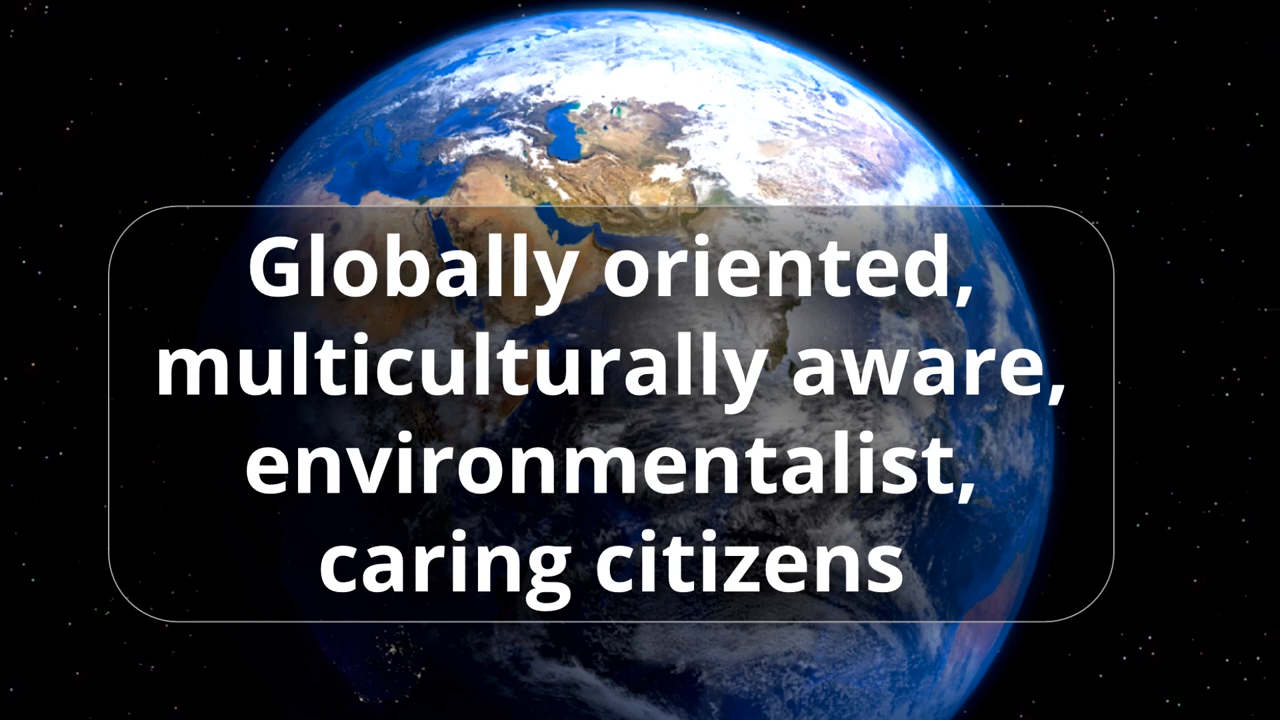 Globally oriented,
multiculturally aware,
environmentalist,
caring citizens